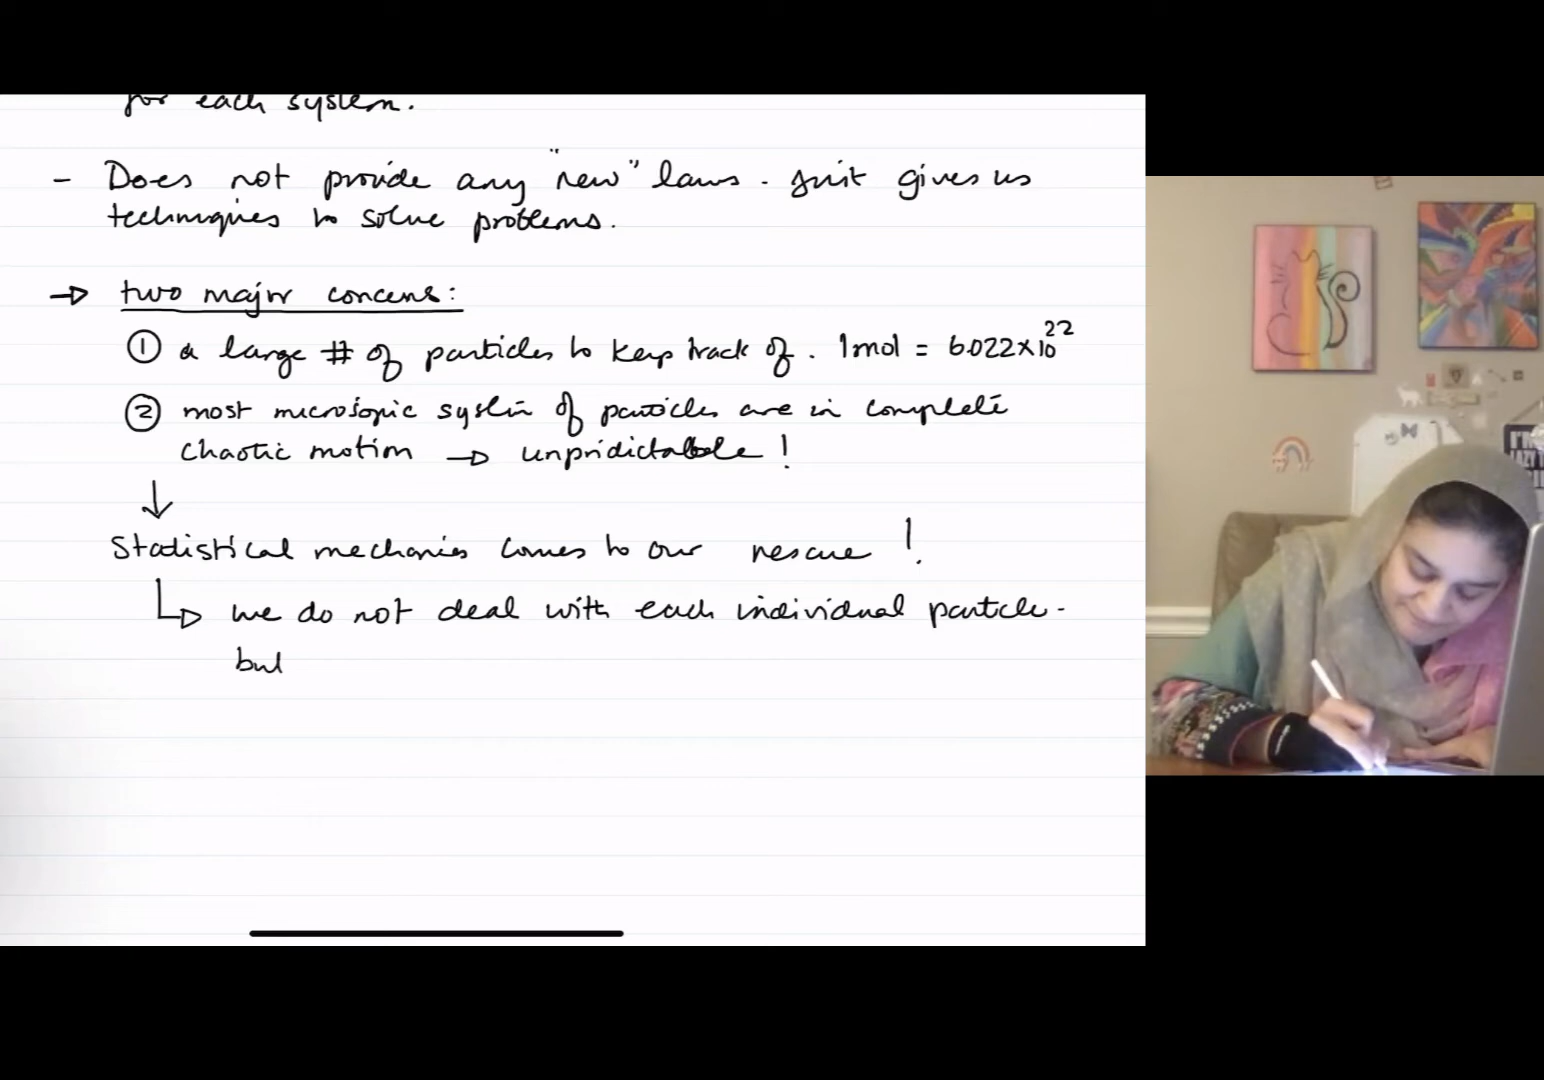 for each system.
- Does not provide any "new" laws. Just gives us
techniques to solve problems.
→ two major concerns:
① a large # of particles to keep track of. 1mol = 6.022×10²²
② most microsopic system of particles are in complete
chaotic motion → unpridictabble!
↓
Statistical mechanics comes to our rescue!
↳ we do not deal with each individual particle -
but
I'M
LAZY